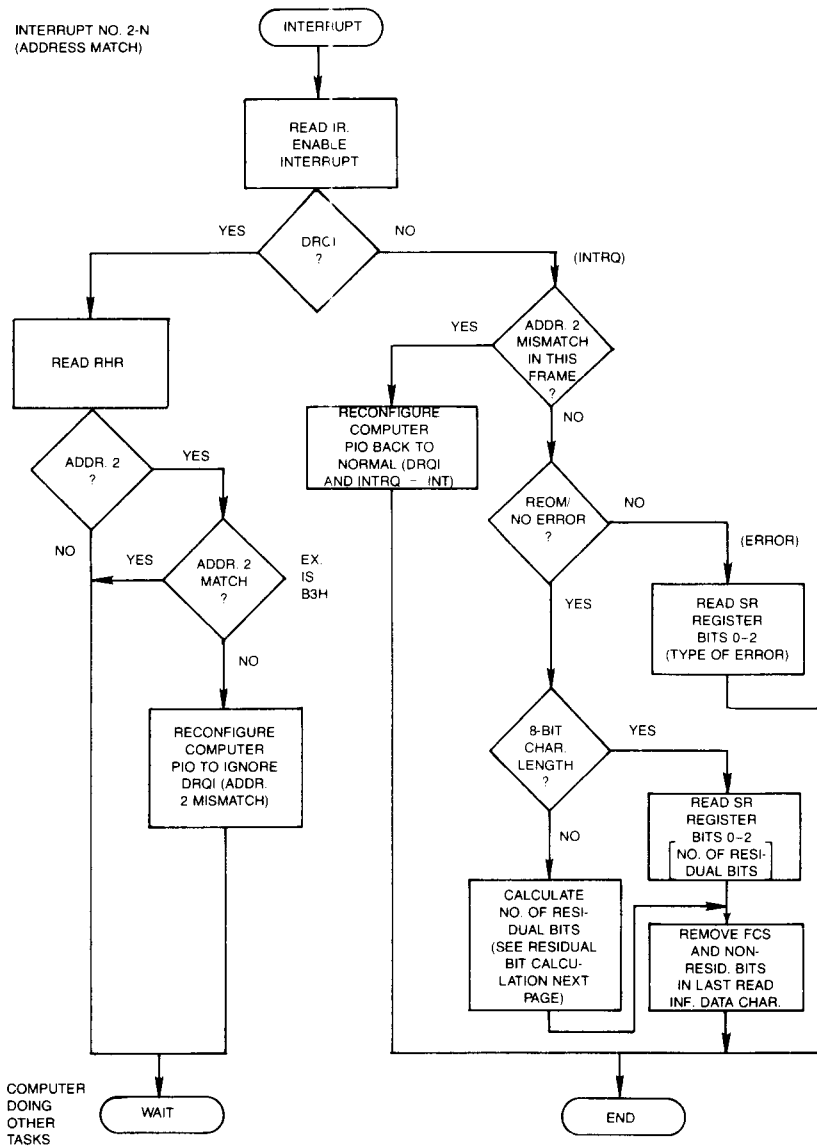 INTERRUPT NO. 2-N
(ADDRESS MATCH)
INTERRUPT
READ IR.
ENABLE
INTERRUPT
YES
DRQI
?
NO
(INTRQ)
READ RHR
YES
ADDR. 2
MISMATCH
IN THIS
FRAME
?
NO
RECONFIGURE
COMPUTER
PIO BACK TO
NORMAL (DRQI
AND INTRQ - INT)
ADDR. 2
?
YES
NO
YES
ADDR. 2
MATCH
?
EX.
IS
B3H
NO
REOM/
NO ERROR
?
NO
(ERROR)
YES
READ SR
REGISTER
BITS 0-2
(TYPE OF ERROR)
RECONFIGURE
COMPUTER
PIO TO IGNORE
DRQI (ADDR.
2 MISMATCH)
8-BIT
CHAR.
LENGTH
?
YES
NO
READ SR
REGISTER
BITS 0-2
[NO. OF RESI-
DUAL BITS]
CALCULATE
NO. OF RESI-
DUAL BITS
(SEE RESIDUAL
BIT CALCU-
LATION NEXT
PAGE)
REMOVE FCS
AND NON-
RESID. BITS
IN LAST READ
INF. DATA CHAR.
COMPUTER
DOING
OTHER
TASKS
WAIT
END